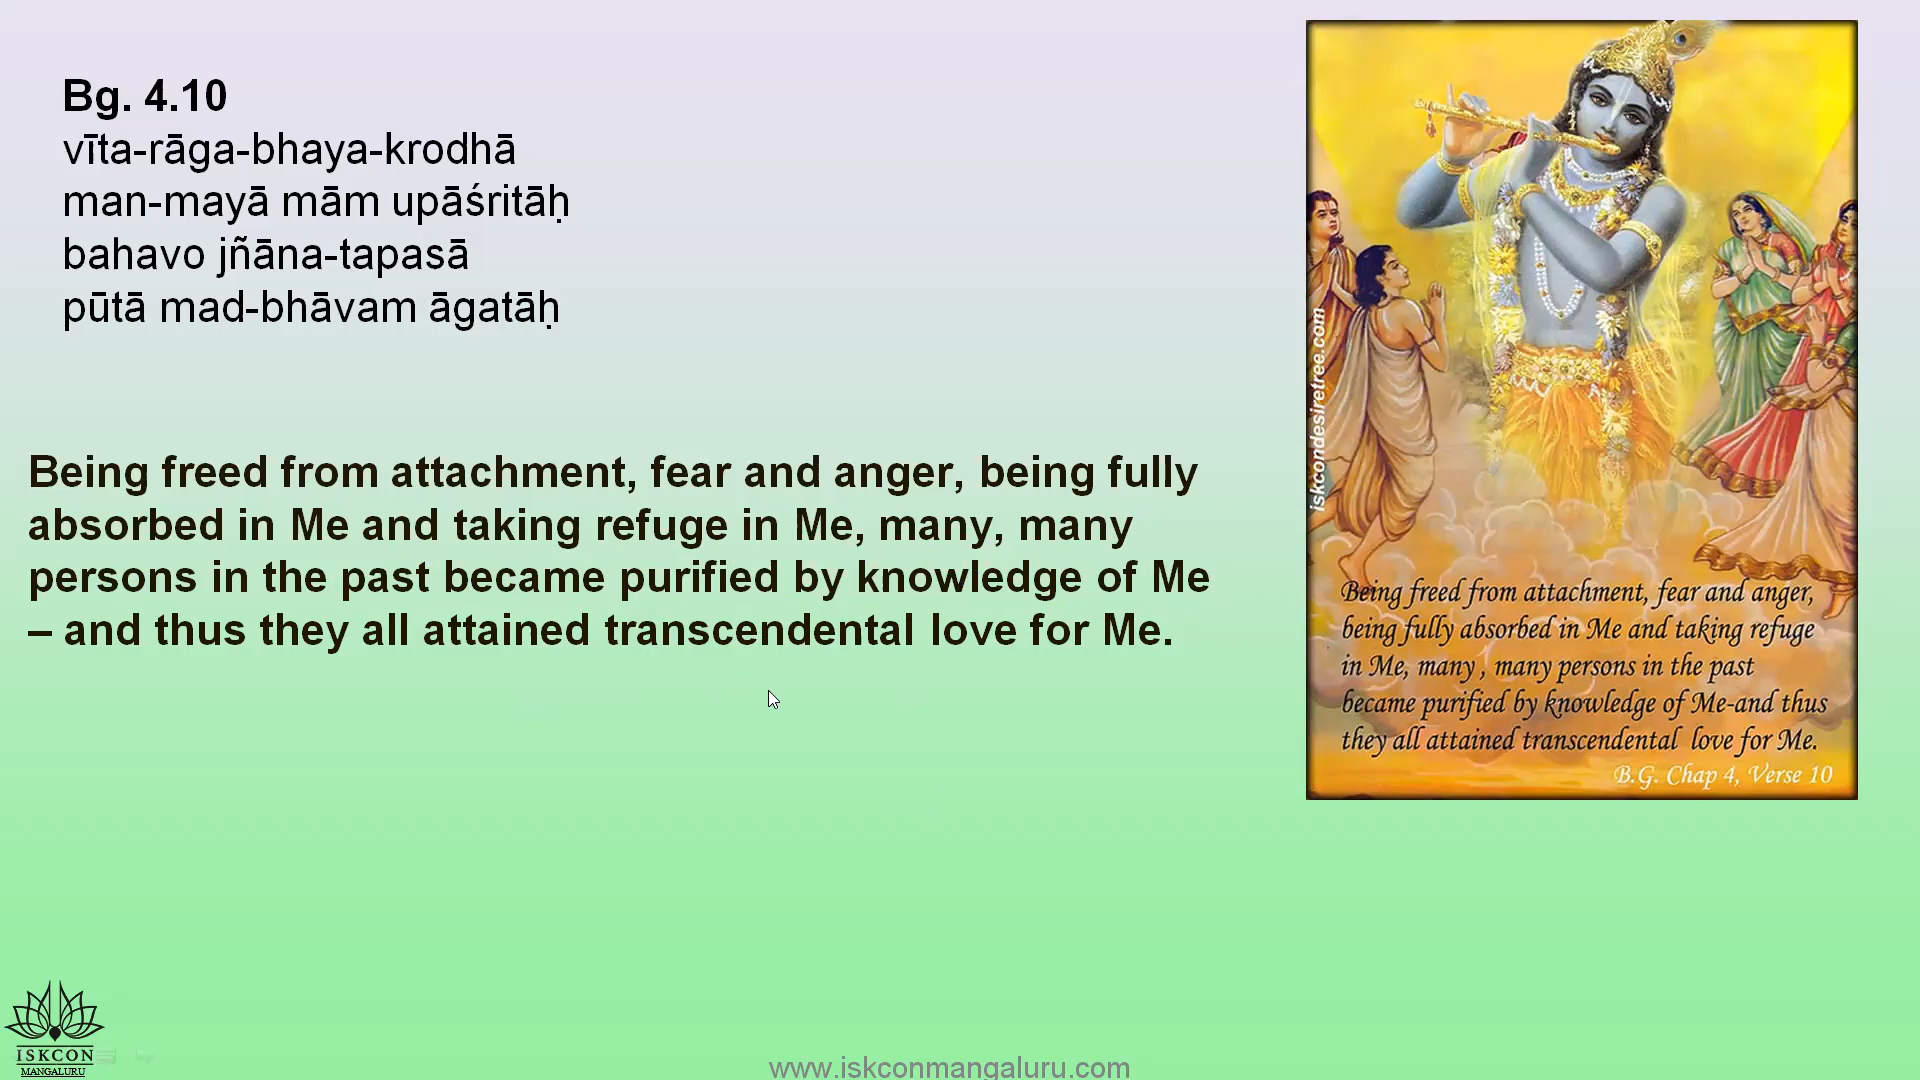 Bg. 4.10
vīta-rāga-bhaya-krodhā
man-mayā mām upāśritāḥ
bahavo jñāna-tapasā
pūtā mad-bhāvam āgatāḥ
Being freed from attachment, fear and anger, being fully
absorbed in Me and taking refuge in Me, many, many
persons in the past became purified by knowledge of Me
– and thus they all attained transcendental love for Me.
iskcondesiretree.com
Being freed from attachment, fear and anger,
being fully absorbed in Me and taking refuge
in Me, many , many persons in the past
became purified by knowledge of Me-and thus
they all attained transcendental love for Me.
B.G. Chap 4, Verse 10
ISKCON
MANGALURU
www.iskconmangaluru.com